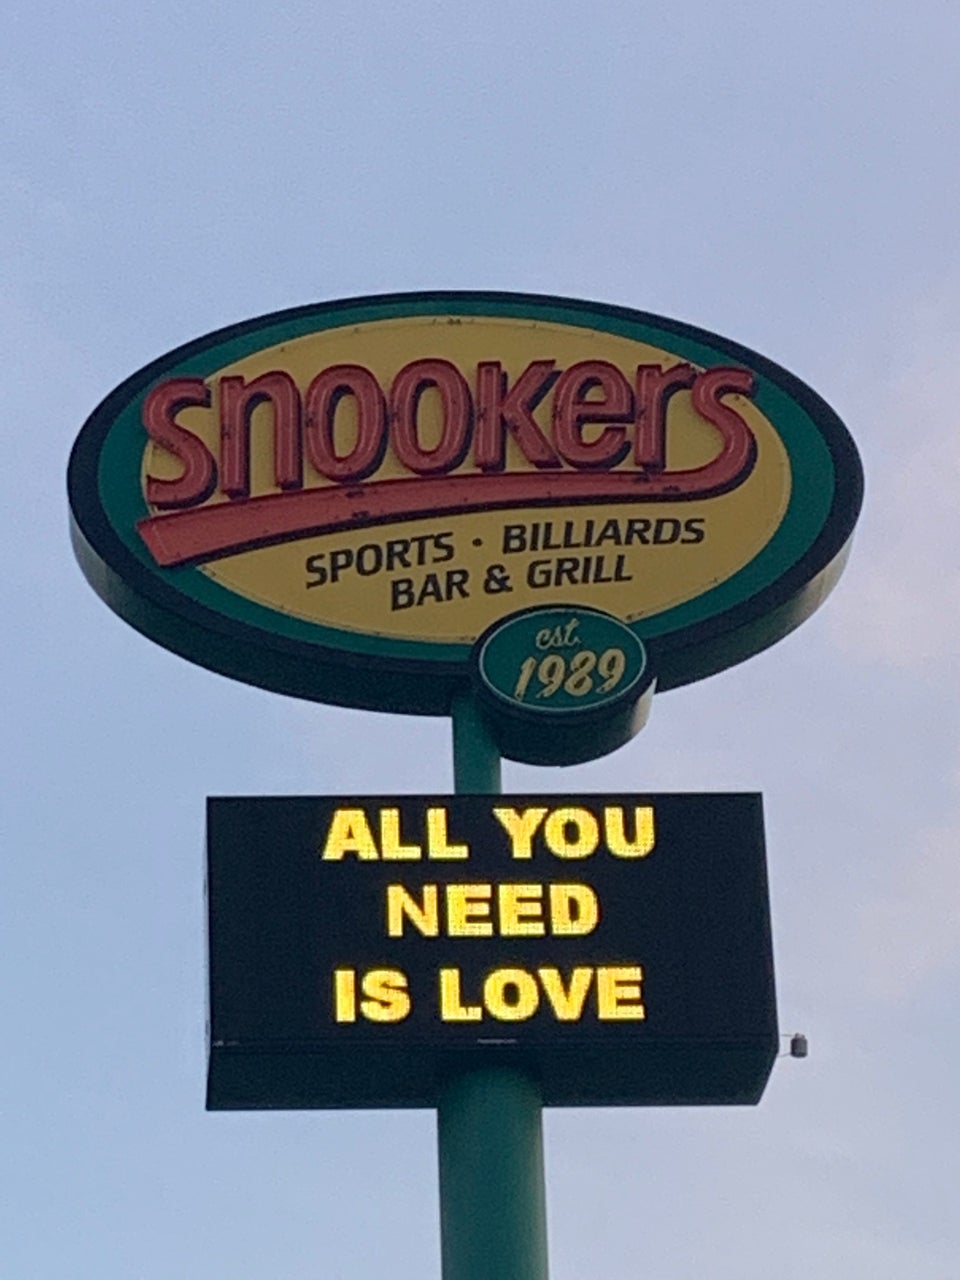 snookers
SPORTS · BILLIARDS
BAR & GRILL
est.
1989
ALL YOU
NEED
IS LOVE